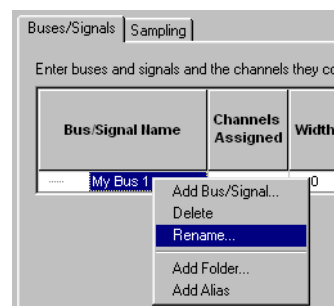 Buses/Signals Sampling
Enter buses and signals and the channels they co
Bus/Signal Name Channels Assigned Width
My Bus 1 0
Add Bus/Signal...
Delete
Rename...
Add Folder...
Add Alias